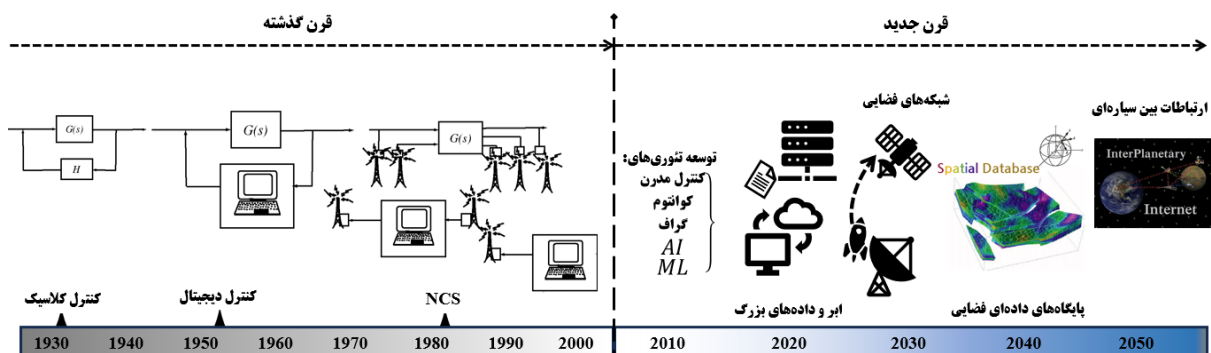 قرن گذشته
قرن جدید
G(s)
H
G(s)
G(s)
توسعه تئوری‌های:
کنترل مدرن
کوانتوم
گراف
AI
ML
شبکه‌های فضایی
Spatial Database
ارتباطات بین سیاره‌ای
InterPlanetary
Internet
کنترل کلاسیک
کنترل دیجیتال
NCS
ابر و داده‌های بزرگ
پایگاه‌های داده‌ای فضایی
1930 1940 1950 1960 1970 1980 1990 2000 2010 2020 2030 2040 2050